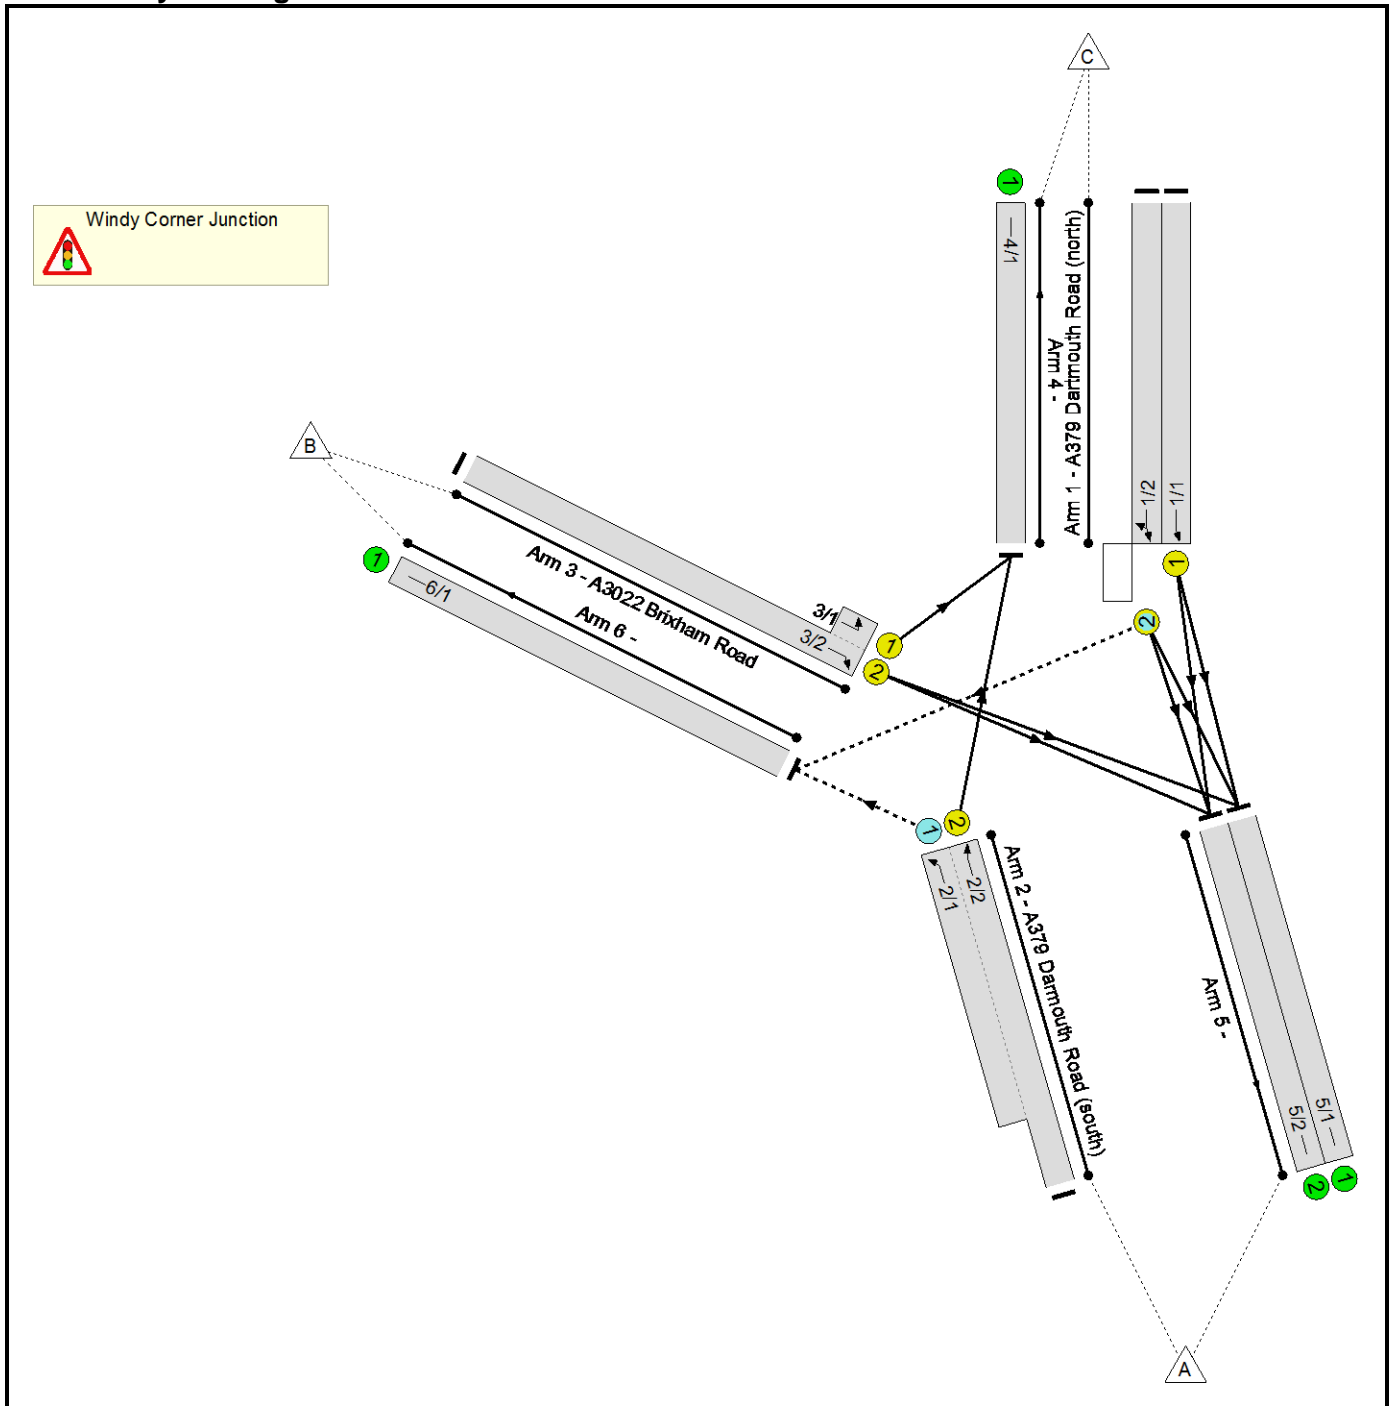 C
Windy Corner Junction
1
4/1
Arm 4 -
Arm 1 - A379 Dartmouth Road (north)
1/2
1/1
1
2
B
1
6/1
Arm 3 - A3022 Brixham Road
Arm 6 -
3/1
3/2
1
2
1
2
2/1
2/2
Arm 2 - A379 Darmouth Road (south)
Arm 5 -
5/2
5/1
2
1
A